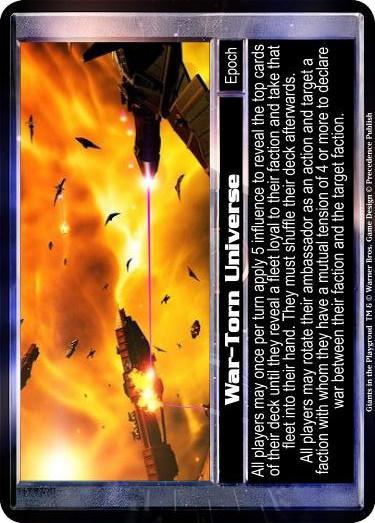 Epoch
War-Torn Universe
All players may once per turn apply 5 influence to reveal the top cards
of their deck until they reveal a fleet loyal to their faction and take that
fleet into their hand. They must shuffle their deck afterwards.
All players may rotate their ambassador as an action and target a
faction with whom they have a mutual tension of 4 or more to declare
war between their faction and the target faction.
Giants in the Playgroud TM & © Warner Bros. Game Design © Precedence Publish